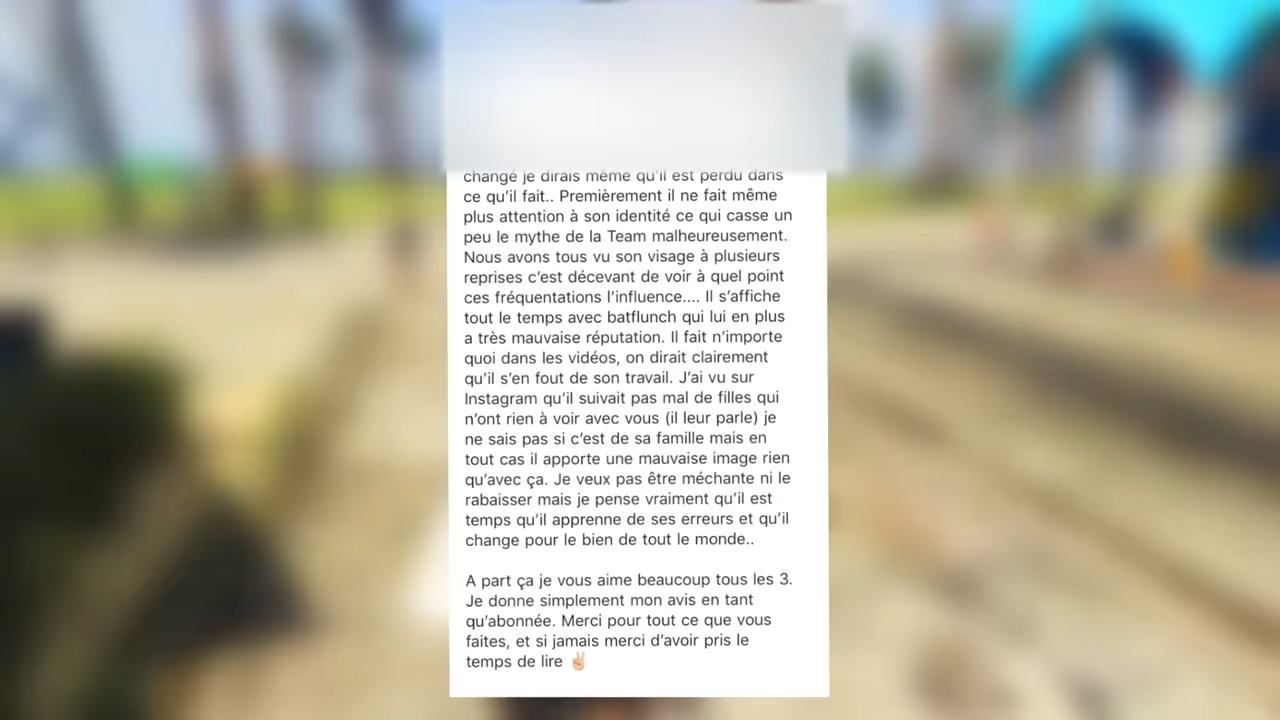 changé je dirais même qu'il est perdu dans
ce qu'il fait.. Premièrement il ne fait même
plus attention à son identité ce qui casse un
peu le mythe de la Team malheureusement.
Nous avons tous vu son visage à plusieurs
reprises c'est décevant de voir à quel point
ces fréquentations l'influence.... Il s'affiche
tout le temps avec batflunch qui lui en plus
a très mauvaise réputation. Il fait n'importe
quoi dans les vidéos, on dirait clairement
qu'il s'en fout de son travail. J'ai vu sur
Instagram qu'il suivait pas mal de filles qui
n'ont rien à voir avec vous (il leur parle) je
ne sais pas si c'est de sa famille mais en
tout cas il apporte une mauvaise image rien
qu'avec ça. Je veux pas être méchante ni le
rabaisser mais je pense vraiment qu'il est
temps qu'il apprenne de ses erreurs et qu'il
change pour le bien de tout le monde..
A part ça je vous aime beaucoup tous les 3.
Je donne simplement mon avis en tant
qu'abonnée. Merci pour tout ce que vous
faites, et si jamais merci d'avoir pris le
temps de lire ✌🏼